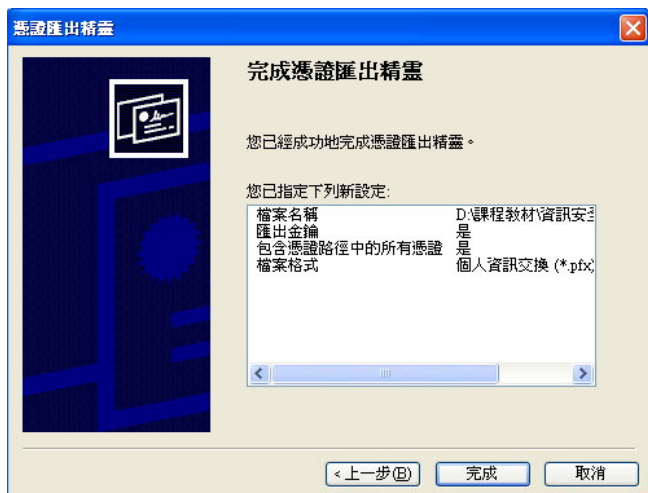 憑證匯出精靈
完成憑證匯出精靈
您已經成功地完成憑證匯出精靈。
您已指定下列新設定:
檔案名稱 D:\課程教材\資訊安全
匯出金鑰 是
包含憑證路徑中的所有憑證 是
檔案格式 個人資訊交換 (*.pfx)
<上一步(B) 完成 取消